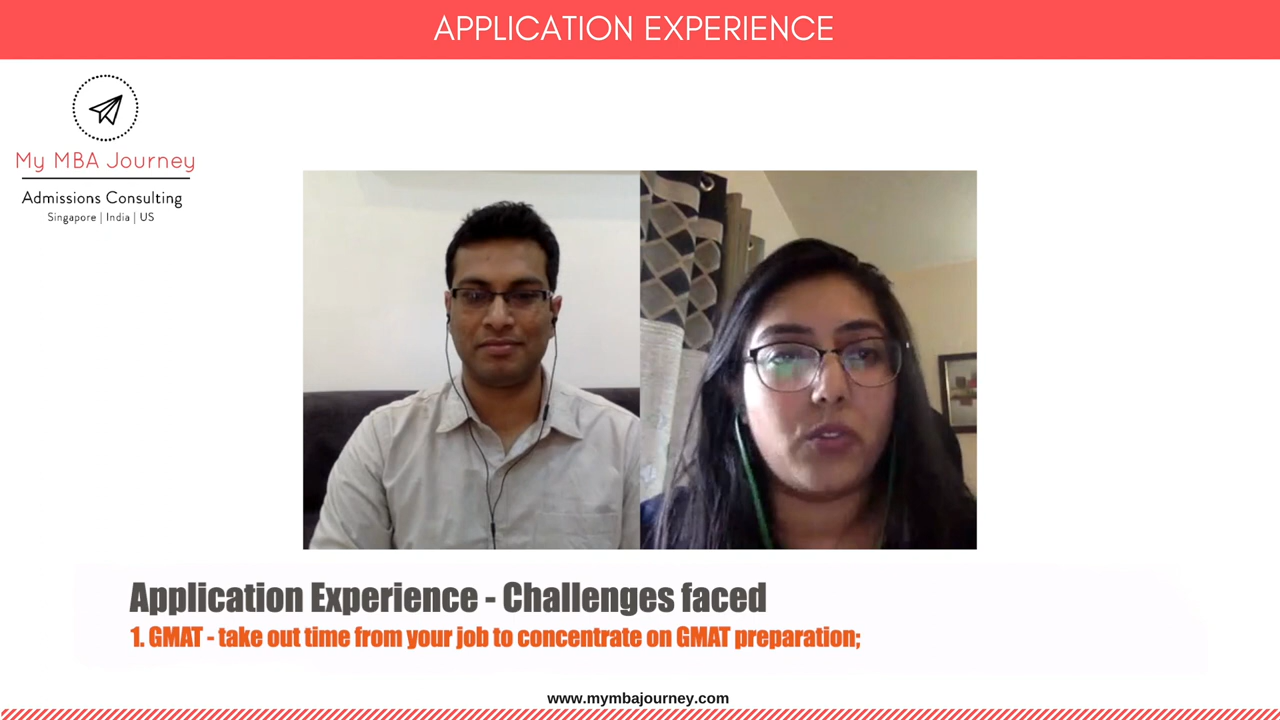 APPLICATION EXPERIENCE
My MBA Journey
Admissions Consulting
Singapore | India | US
Application Experience - Challenges faced
1. GMAT - take out time from your job to concentrate on GMAT preparation;
www.mymbajourney.com